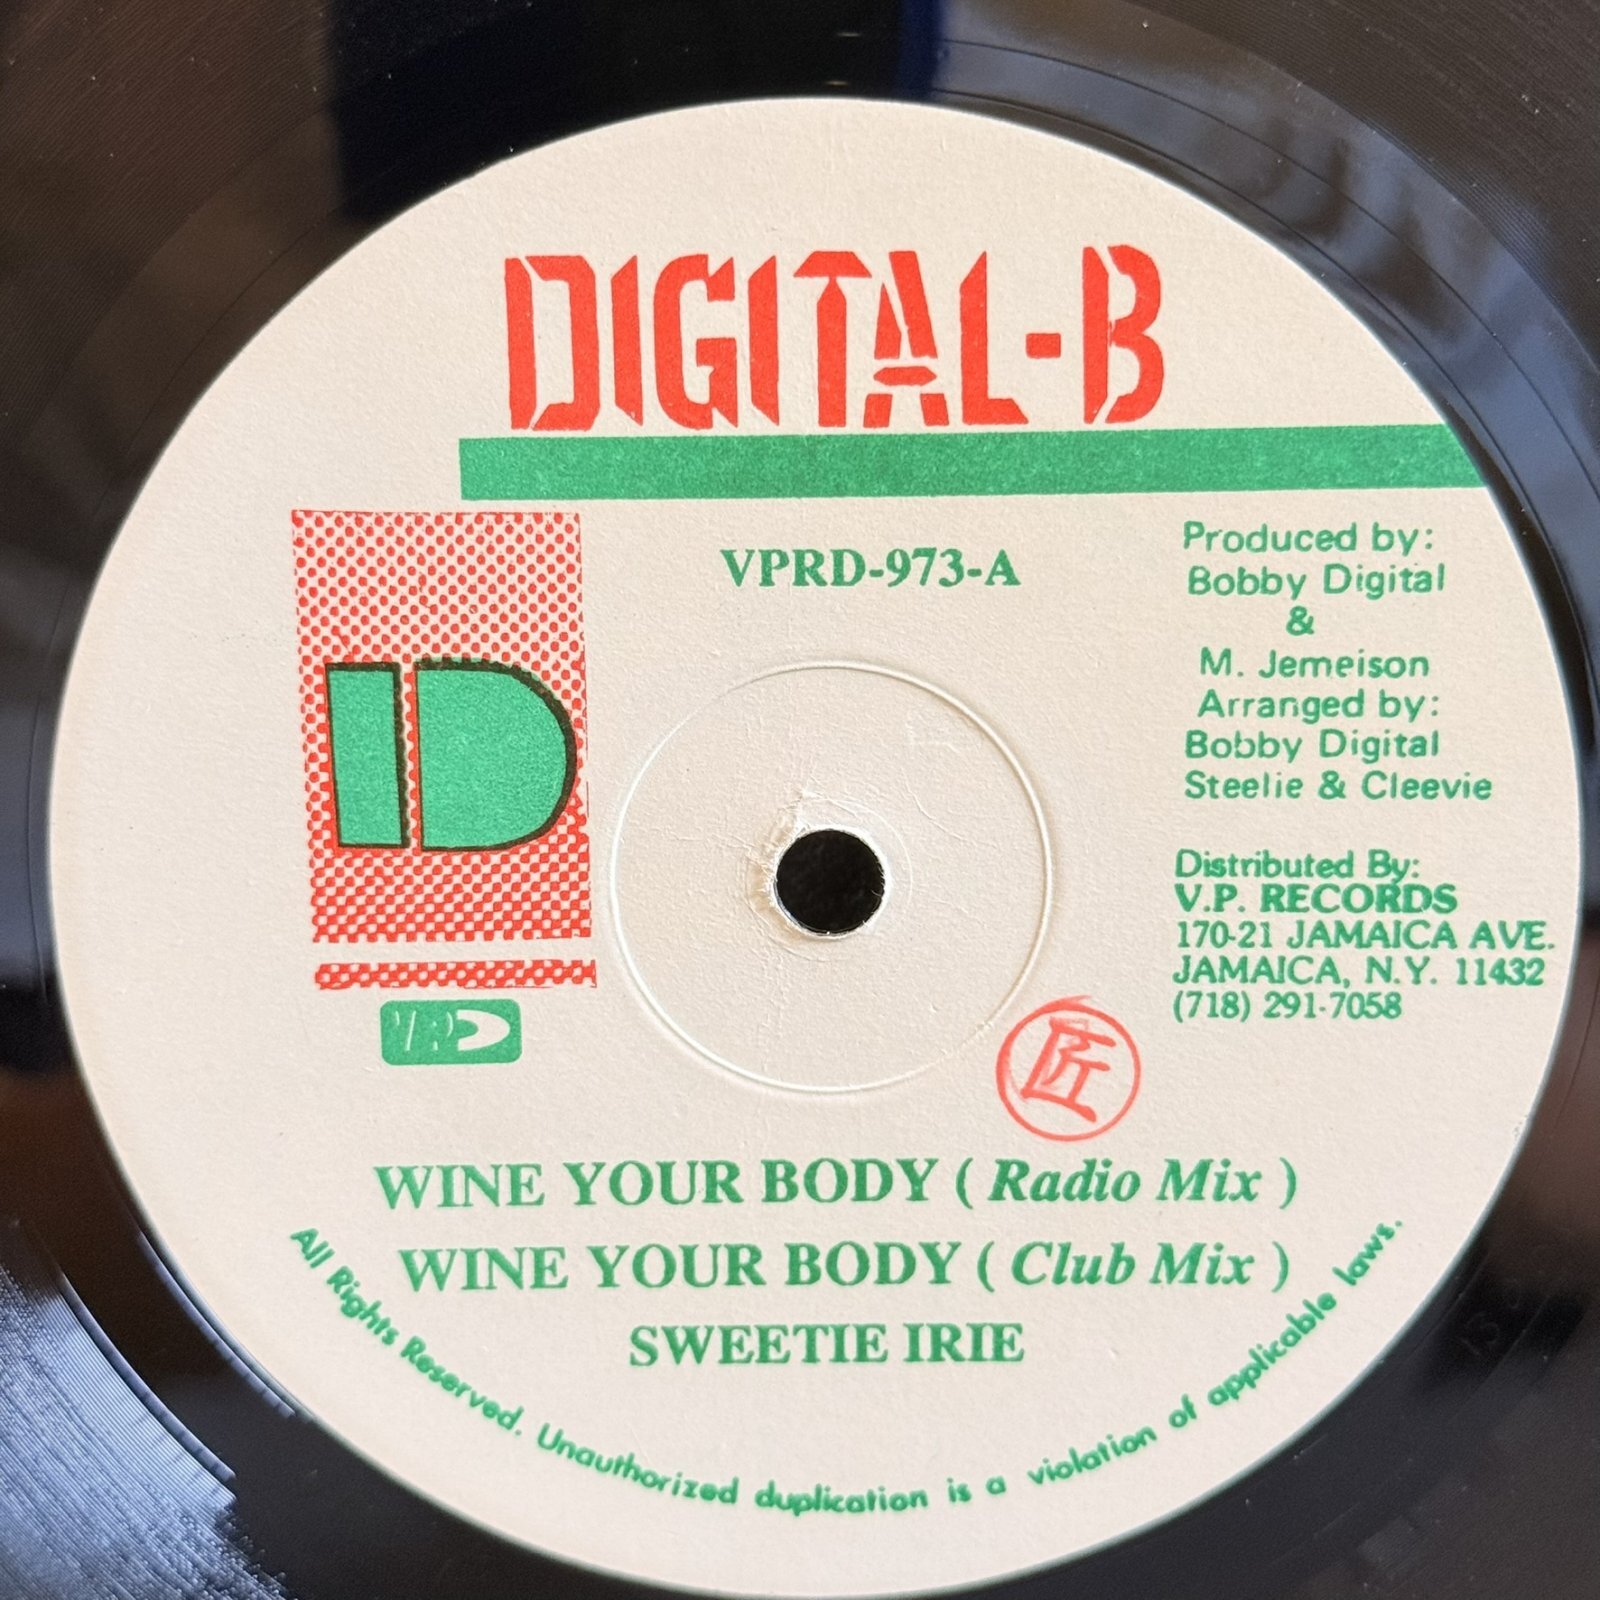 DIGITAL-B
VPRD-973-A
Produced by:
Bobby Digital
&
M. Jemeison
Arranged by:
Bobby Digital
Steelie & Cleevie
Distributed By:
V.P. RECORDS
170-21 JAMAICA AVE.
JAMAICA, N.Y. 11432
(718) 291-7058
D
匠
WINE YOUR BODY ( Radio Mix )
WINE YOUR BODY ( Club Mix )
SWEETIE IRIE
All Rights Reserved. Unauthorized duplication is a violation of applicable laws.